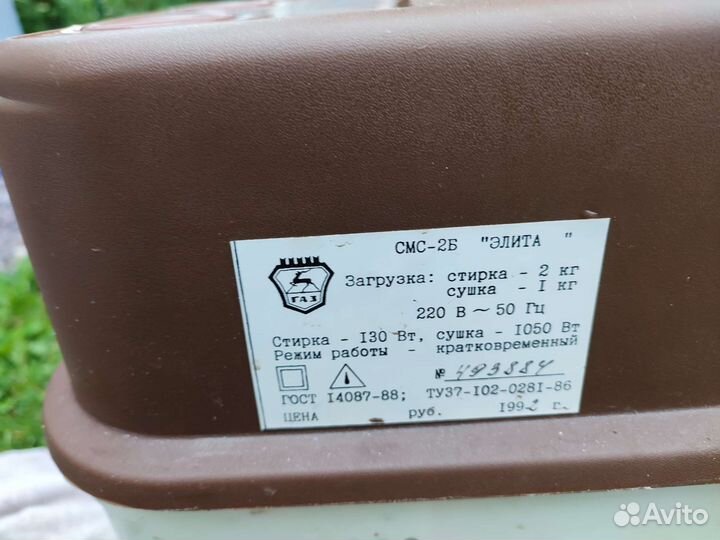 СМС-2Б "ЭЛИТА "
ГАЗ
Загрузка: стирка - 2 кг
сушка - I кг
220 В ~ 50 Гц
Стирка - I30 Вт, сушка - I050 Вт
Режим работы - кратковременный
№ 493884
ГОСТ I4087-88; ТУ37-I02-028I-86
ЦЕНА руб. I992 г.
Avito